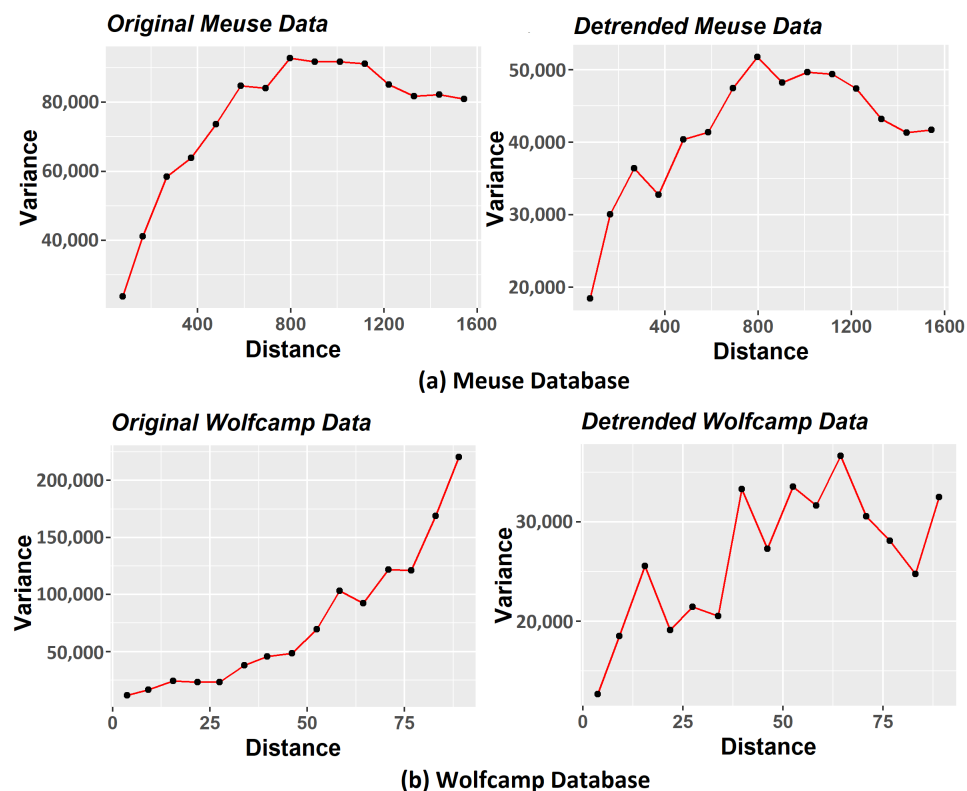 Original Meuse Data
Detrended Meuse Data
Variance
80,000
60,000
40,000
400
800
1200
1600
Distance
Variance
50,000
40,000
30,000
20,000
400
800
1200
1600
Distance
(a) Meuse Database
Original Wolfcamp Data
Detrended Wolfcamp Data
Variance
200,000
150,000
100,000
50,000
0
25
50
75
Distance
Variance
30,000
20,000
0
25
50
75
Distance
(b) Wolfcamp Database